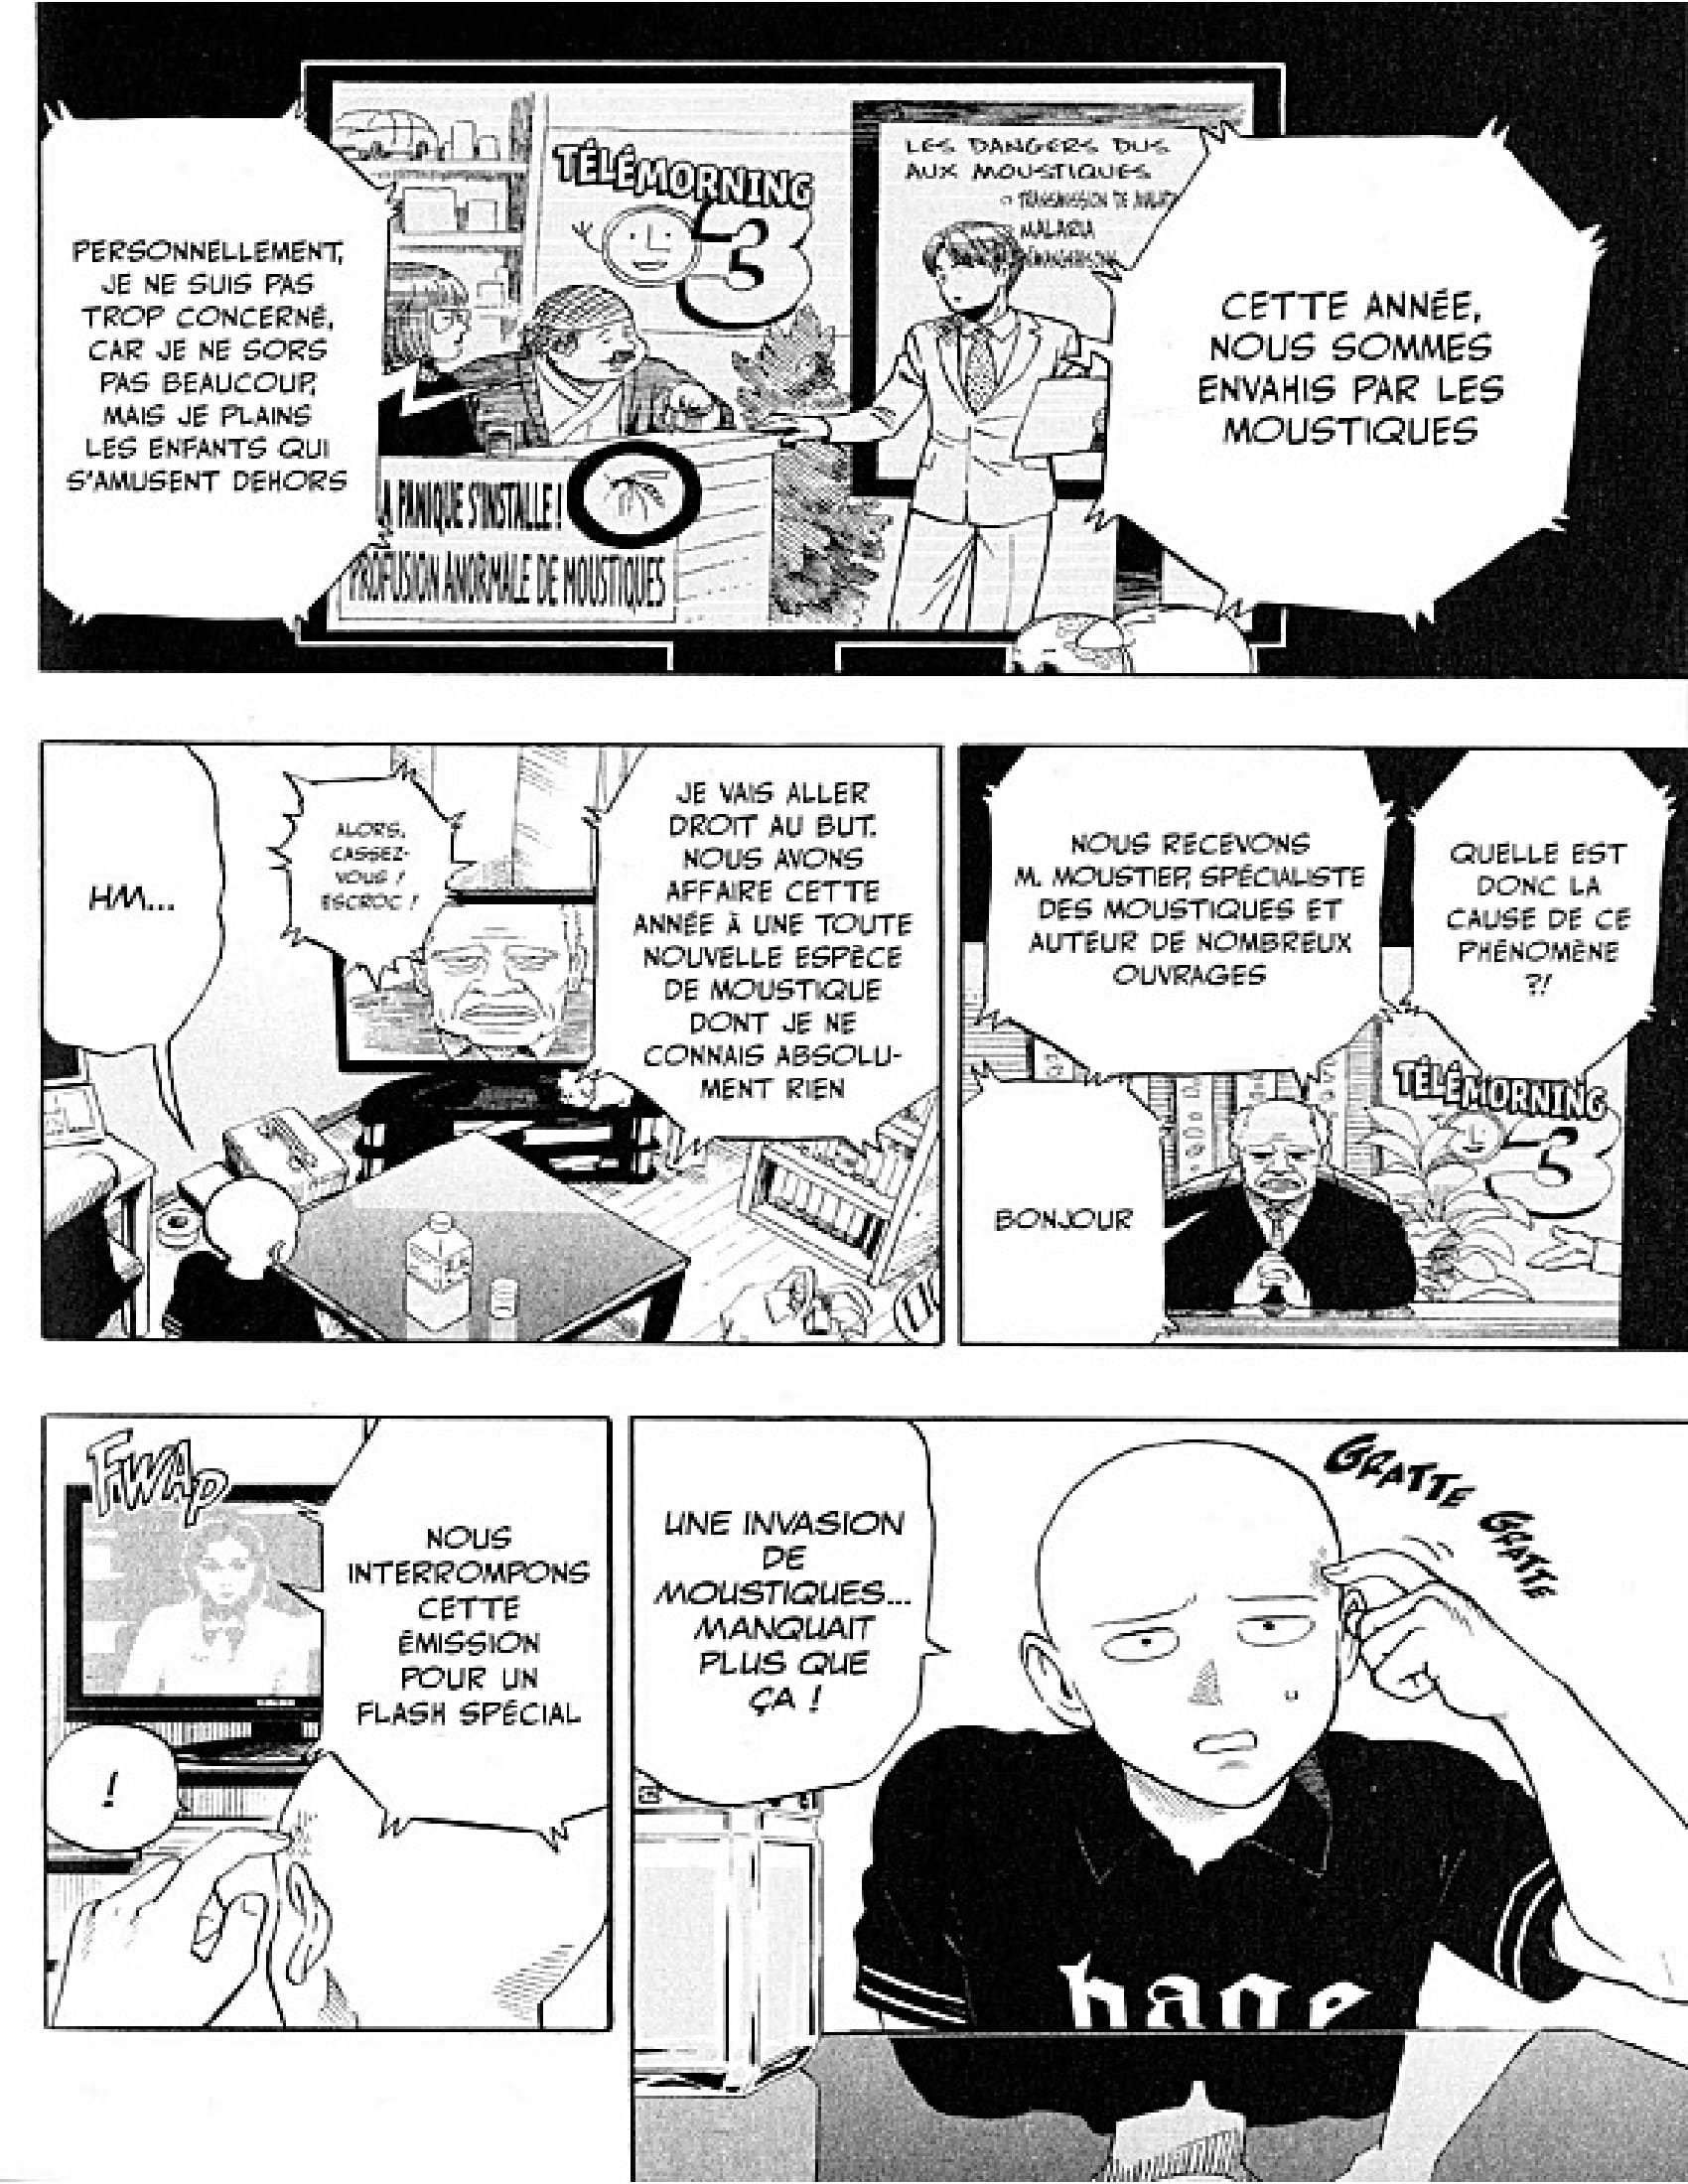 CETTE ANNÉE,
NOUS SOMMES
ENVAHIS PAR LES
MOUSTIQUES
LES DANGERS DUS
AUX MOUSTIQUES
TRANSMISSION DE
MALARIA
TÉLÉMORNING
3
PERSONNELLEMENT,
JE NE SUIS PAS
TROP CONCERNÉ,
CAR JE NE SORS
PAS BEAUCOUP,
MAIS JE PLAINS
LES ENFANTS QUI
S'AMUSENT DEHORS
LA PANIQUE S'INSTALLE !
PROFUSION ANORMALE DE MOUSTIQUES
QUELLE EST
DONC LA
CAUSE DE CE
PHÉNOMÈNE
?!
NOUS RECEVONS
M. MOUSTIER, SPÉCIALISTE
DES MOUSTIQUES ET
AUTEUR DE NOMBREUX
OUVRAGES
TÉLÉMORNING
3
BONJOUR
JE VAIS ALLER
DROIT AU BUT.
NOUS AVONS
AFFAIRE CETTE
ANNÉE À UNE TOUTE
NOUVELLE ESPÈCE
DE MOUSTIQUE
DONT JE NE
CONNAIS ABSOLU-
MENT RIEN
ALORS,
CASSEZ-
VOUS !
ESCROC !
HM...
GRATTE
GRATTE
UNE INVASION
DE
MOUSTIQUES...
MANQUAIT
PLUS QUE
ÇA !
hage
FWAP
NOUS
INTERROMPONS
CETTE
ÉMISSION
POUR UN
FLASH SPÉCIAL
!